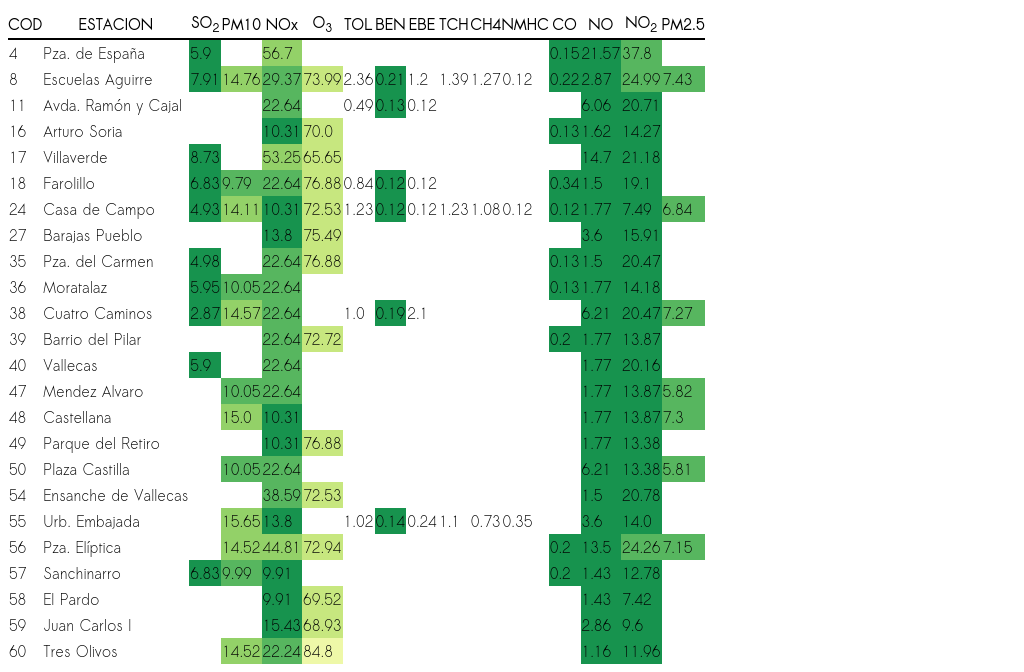 COD ESTACION SO2 PM10 NOx O3 TOL BEN EBE TCH CH4 NMHC CO NO NO2 PM2.5
4 Pza. de España 5.9 56.7 0.15 21.57 37.8
8 Escuelas Aguirre 7.91 14.76 29.37 73.99 2.36 0.21 1.2 1.39 1.27 0.12 0.22 2.87 24.99 7.43
11 Avda. Ramón y Cajal 22.64 0.49 0.13 0.12 6.06 20.71
16 Arturo Soria 10.31 70.0 0.13 1.62 14.27
17 Villaverde 8.73 53.25 65.65 14.7 21.18
18 Farolillo 6.83 9.79 22.64 76.88 0.84 0.12 0.12 0.34 1.5 19.1
24 Casa de Campo 4.93 14.11 10.31 72.53 1.23 0.12 0.12 1.23 1.08 0.12 0.12 1.77 7.49 6.84
27 Barajas Pueblo 13.8 75.49 3.6 15.91
35 Pza. del Carmen 4.98 22.64 76.88 0.13 1.5 20.47
36 Moratalaz 5.95 10.05 22.64 0.13 1.77 14.18
38 Cuatro Caminos 2.87 14.57 22.64 1.0 0.19 2.1 6.21 20.47 7.27
39 Barrio del Pilar 22.64 72.72 0.2 1.77 13.87
40 Vallecas 5.9 22.64 1.77 20.16
47 Mendez Alvaro 10.05 22.64 1.77 13.87 5.82
48 Castellana 15.0 10.31 1.77 13.87 7.3
49 Parque del Retiro 10.31 76.88 1.77 13.38
50 Plaza Castilla 10.05 22.64 6.21 13.38 5.81
54 Ensanche de Vallecas 38.59 72.53 1.5 20.78
55 Urb. Embajada 15.65 13.8 1.02 0.14 0.24 1.1 0.73 0.35 3.6 14.0
56 Pza. Elíptica 14.52 44.81 72.94 0.2 13.5 24.26 7.15
57 Sanchinarro 6.83 9.99 9.91 0.2 1.43 12.78
58 El Pardo 9.91 69.52 1.43 7.42
59 Juan Carlos I 15.43 68.93 2.86 9.6
60 Tres Olivos 14.52 22.24 84.8 1.16 11.96